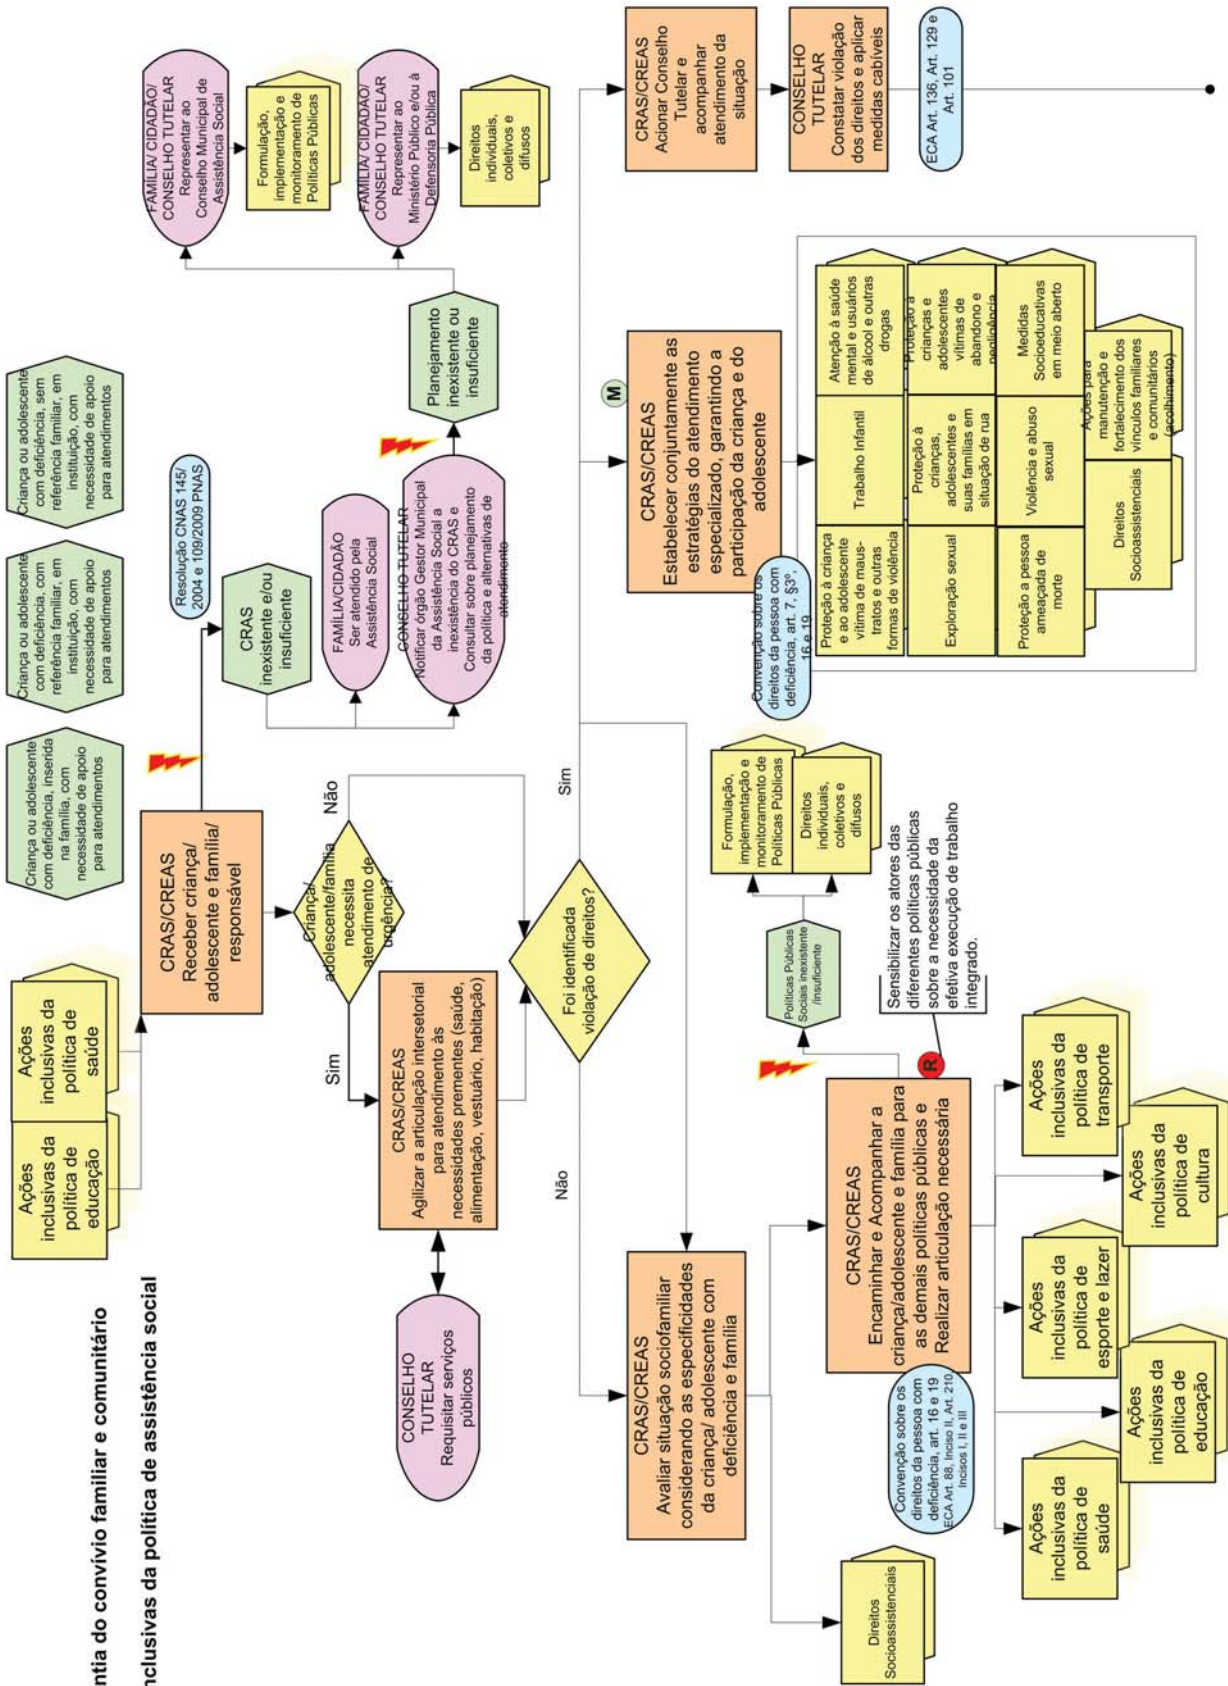 ntia do convívio familiar e comunitário
nclusivas da política de assistência social
Ações
inclusivas da
política de
educação
Ações
inclusivas da
política de
saúde
Criança ou adolescente
com deficiência, inserida
na família, com
necessidade de apoio
para atendimentos
Criança ou adolescente
com deficiência, com
referência familiar, em
instituição, com
necessidade de apoio
para atendimentos
Criança ou adolescente
com deficiência, sem
referência familiar, em
instituição, com
necessidade de apoio
para atendimentos
CRAS/CREAS
Receber criança/
adolescente e família/
responsável
Resolução CNAS 145/
2004 e 109/2009 PNAS
CRAS
inexistente e/ou
insuficiente
FAMÍLIA/CIDADÃO
Ser atendido pela
Assistência Social
CONSELHO TUTELAR
Notificar órgão Gestor Municipal
da Assistência Social a
inexistência do CRAS e
Consultar sobre planejamento
da política e alternativas de
atendimento
Planejamento
inexistente ou
insuficiente
FAMÍLIA/ CIDADÃO/
CONSELHO TUTELAR
Representar ao
Conselho Municipal de
Assistência Social
Formulação,
implementação e
monitoramento de
Políticas Públicas
FAMÍLIA/ CIDADÃO/
CONSELHO TUTELAR
Representar ao
Ministério Público e/ou à
Defensoria Pública
Direitos
individuais,
coletivos e
difusos
Criança/
adolescente/família
necessita
atendimento de
urgência?
Sim
Não
CONSELHO
TUTELAR
Requisitar serviços
públicos
CRAS/CREAS
Agilizar a articulação intersetorial
para atendimento às
necessidades prementes (saúde,
alimentação, vestuário, habitação)
Foi identificada
violação de direitos?
Não
Sim
CRAS/CREAS
Avaliar situação sociofamiliar
considerando as especificidades
da criança/ adolescente com
deficiência e família
M
CRAS/CREAS
Estabelecer conjuntamente as
estratégias do atendimento
especializado, garantindo a
participação da criança e do
adolescente
Convenção sobre os
direitos da pessoa com
deficiência, art. 7, §3º,
16 e 19
CRAS/CREAS
Acionar Conselho
Tutelar e
acompanhar
atendimento da
situação
CONSELHO
TUTELAR
Constatar violação
dos direitos e aplicar
medidas cabíveis
ECA Art. 136, Art. 129 e
Art. 101
Proteção à criança
e ao adolescente
vítima de maus-
tratos e outras
formas de violência
Trabalho Infantil
Atenção à saúde
mental e usuários
de álcool e outras
drogas
Exploração sexual
Proteção à
crianças,
adolescentes e
suas famílias em
situação de rua
Proteção à
crianças e
adolescentes
vítimas de
abandono e
negligência
Proteção a pessoa
ameaçada de
morte
Violência e abuso
sexual
Medidas
Socioeducativas
em meio aberto
Direitos
Socioassistenciais
Ações para
manutenção e
fortalecimento dos
vínculos familiares
e comunitários
(acolhimento)
Direitos
Socioassistenciais
CRAS/CREAS
Encaminhar e Acompanhar a
criança/adolescente e família para
as demais políticas públicas e
Realizar articulação necessária
Convenção sobre os
direitos da pessoa com
deficiência, art. 16 e 19
ECA Art. 88, Inciso II, Art. 210
Incisos I, II e III
R
Sensibilizar os atores das
diferentes políticas públicas
sobre a necessidade da
efetiva execução de trabalho
integrado.
Políticas Públicas
Sociais inexistente
/insuficiente
Formulação,
implementação e
monitoramento de
Políticas Públicas
Direitos
individuais,
coletivos e
difusos
Ações
inclusivas da
política de
saúde
Ações
inclusivas da
política de
educação
Ações
inclusivas da
política de
esporte e lazer
Ações
inclusivas da
política de
cultura
Ações
inclusivas da
política de
transporte